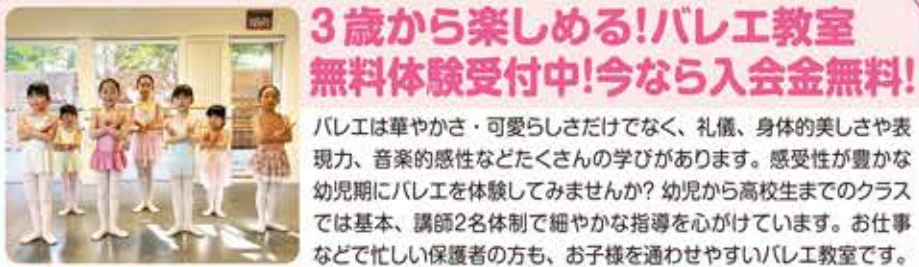 3歳から楽しめる!バレエ教室
無料体験受付中!今なら入会金無料!
バレエは華やかさ・可愛らしさだけでなく、礼儀、身体的美しさや表
現力、音楽的感性などたくさんの学びがあります。感受性が豊かな
幼児期にバレエを体験してみませんか? 幼児から高校生までのクラス
では基本、講師2名体制で細やかな指導を心がけています。お仕事
などで忙しい保護者の方も、お子様を通わせやすいバレエ教室です。